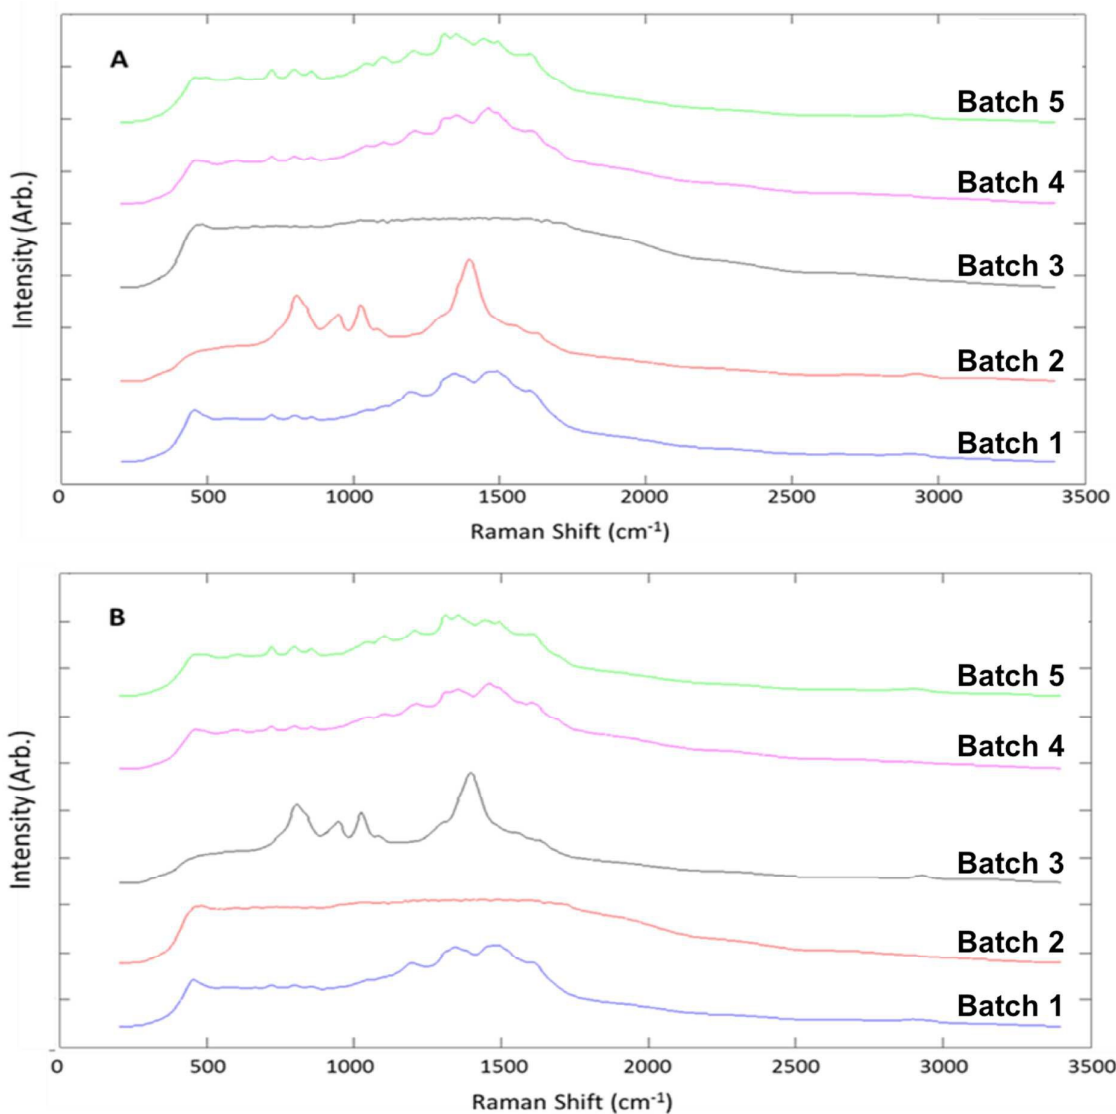 A
Batch 5
Batch 4
Batch 3
Batch 2
Batch 1
Intensity (Arb.)
0 500 1000 1500 2000 2500 3000 3500
Raman Shift (cm⁻¹)
B
Batch 5
Batch 4
Batch 3
Batch 2
Batch 1
Intensity (Arb.)
0 500 1000 1500 2000 2500 3000 3500
Raman Shift (cm⁻¹)